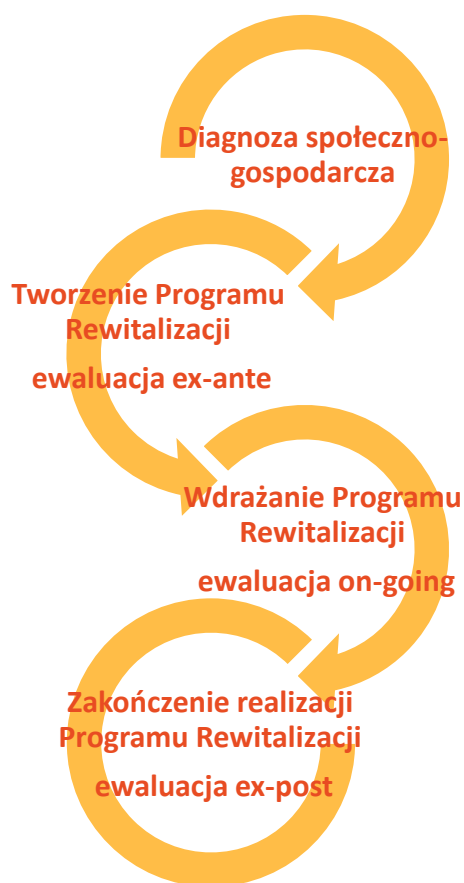 Diagnoza społeczno-
gospodarcza
Tworzenie Programu
Rewitalizacji
ewaluacja ex-ante
Wdrażanie Programu
Rewitalizacji
ewaluacja on-going
Zakończenie realizacji
Programu Rewitalizacji
ewaluacja ex-post